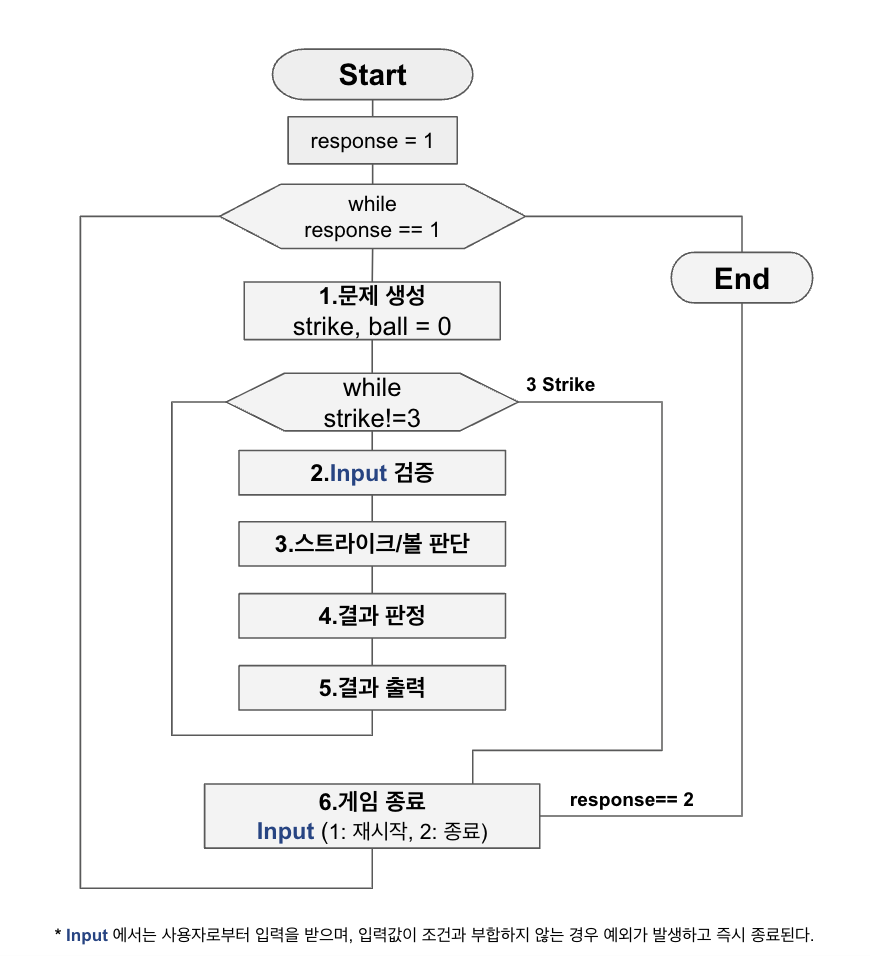 Start
response = 1
while
response == 1
End
1.문제 생성
strike, ball = 0
while
strike!=3
3 Strike
2.Input 검증
3.스트라이크/볼 판단
4.결과 판정
5.결과 출력
6.게임 종료
Input (1: 재시작, 2: 종료)
response== 2
* Input 에서는 사용자로부터 입력을 받으며, 입력값이 조건과 부합하지 않는 경우 예외가 발생하고 즉시 종료된다.